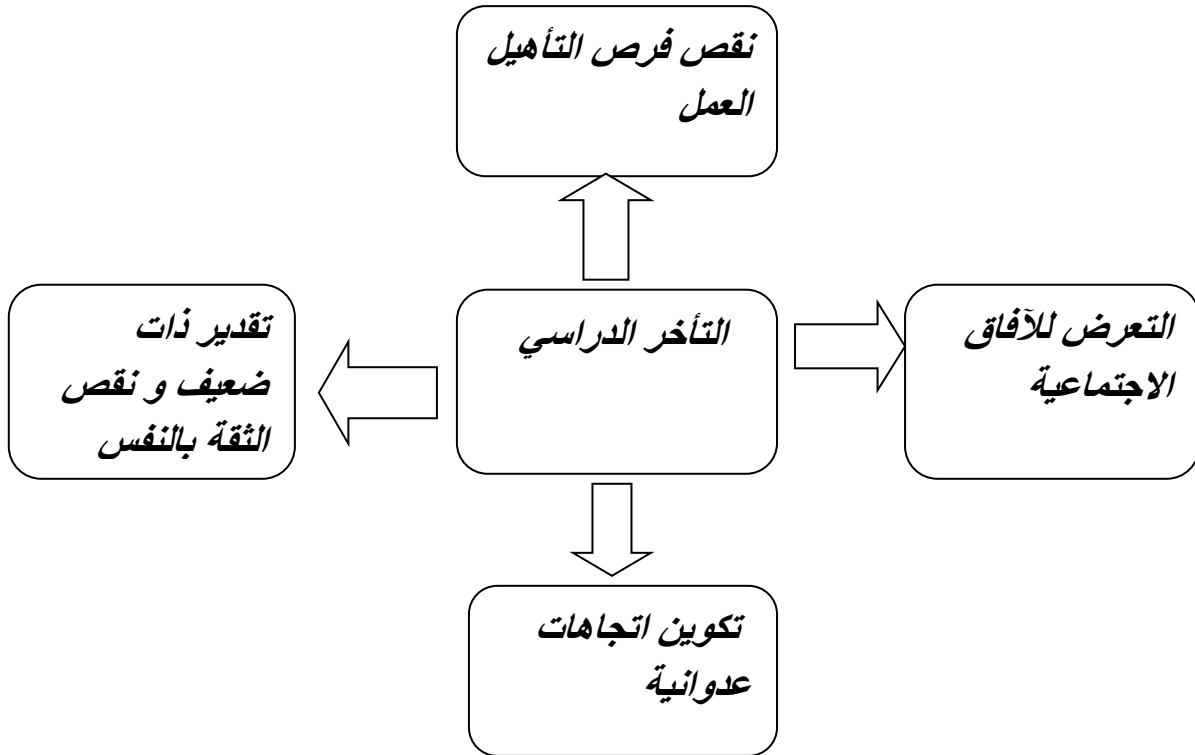 نقص فرص التأهيل
العمل
التعرض للآفاق
الاجتماعية
التأخر الدراسي
تقدير ذات
ضعيف و نقص
الثقة بالنفس
تكوين اتجاهات
عدوانية